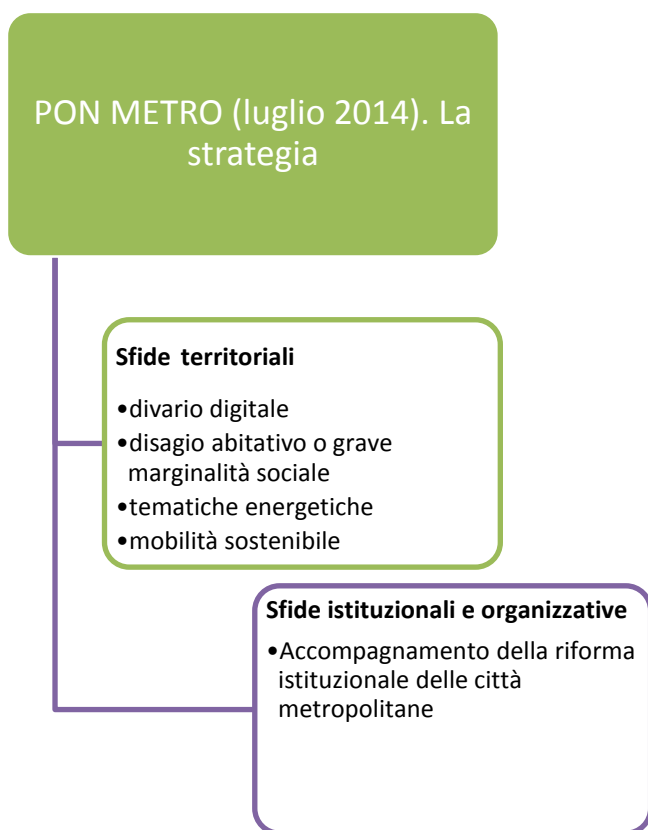 PON METRO (luglio 2014). La
strategia
Sfide territoriali
•divario digitale
•disagio abitativo o grave
marginalità sociale
•tematiche energetiche
•mobilità sostenibile
Sfide istituzionali e organizzative
•Accompagnamento della riforma
istituzionale delle città
metropolitane